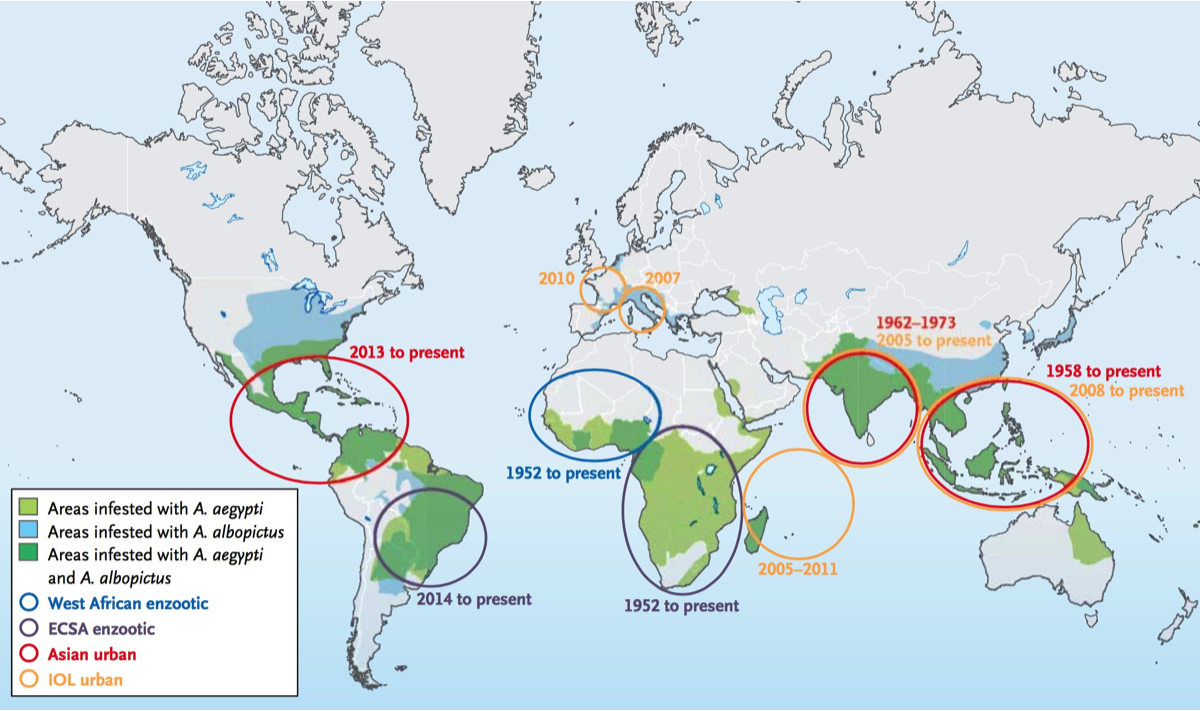 2010
2007
1962–1973
2005 to present
2013 to present
1958 to present
2008 to present
1952 to present
Areas infested with A. aegypti
Areas infested with A. albopictus
Areas infested with A. aegypti
and A. albopictus
West African enzootic
ECSA enzootic
Asian urban
IOL urban
2014 to present
1952 to present
2005–2011